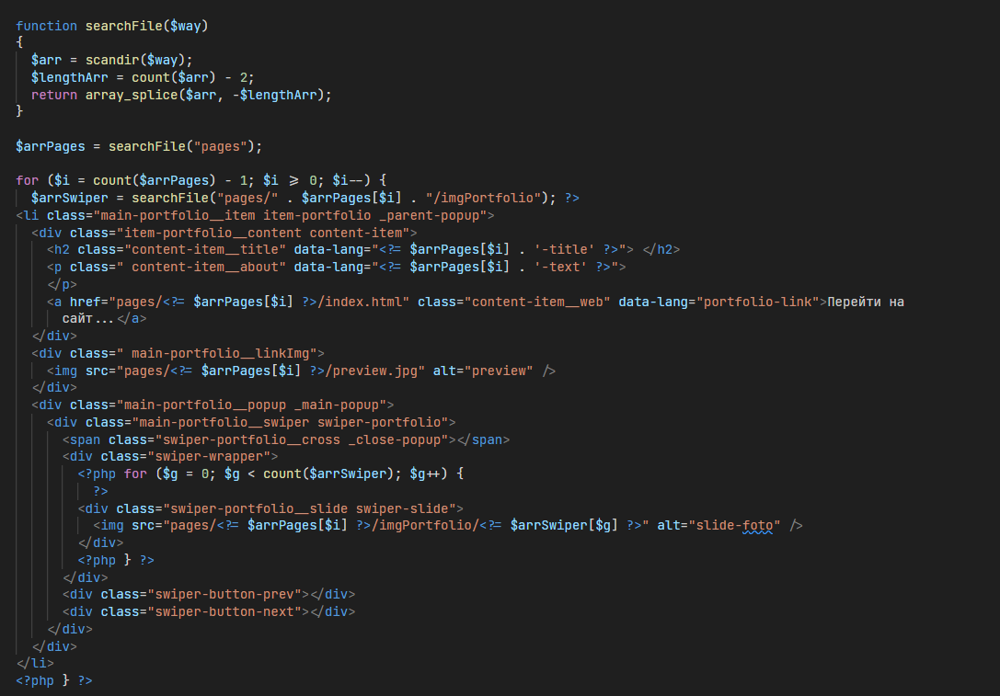 function searchFile($way)
{
$arr = scandir($way);
$lengthArr = count($arr) - 2;
return array_splice($arr, -$lengthArr);
}
$arrPages = searchFile("pages");
for ($i = count($arrPages) - 1; $i >= 0; $i--) {
$arrSwiper = searchFile("pages/" . $arrPages[$i] . "/imgPortfolio"); ?>
<li class="main-portfolio__item item-portfolio _parent-popup">
<div class="item-portfolio__content content-item">
<h2 class="content-item__title" data-lang="<?= $arrPages[$i] . '-title' ?>"> </h2>
<p class=" content-item__about" data-lang="<?= $arrPages[$i] . '-text' ?>">
</p>
<a href="pages/<?= $arrPages[$i] ?>/index.html" class="content-item__web" data-lang="portfolio-link">Перейти на
сайт...</a>
</div>
<div class=" main-portfolio__linkImg">
<img src="pages/<?= $arrPages[$i] ?>/preview.jpg" alt="preview" />
</div>
<div class="main-portfolio__popup _main-popup">
<div class="main-portfolio__swiper swiper-portfolio">
<span class="swiper-portfolio__cross _close-popup"></span>
<div class="swiper-wrapper">
<?php for ($g = 0; $g < count($arrSwiper); $g++) {
?>
<div class="swiper-portfolio__slide swiper-slide">
<img src="pages/<?= $arrPages[$i] ?>/imgPortfolio/<?= $arrSwiper[$g] ?>" alt="slide-foto" />
</div>
<?php } ?>
</div>
<div class="swiper-button-prev"></div>
<div class="swiper-button-next"></div>
</div>
</div>
</li>
<?php } ?>